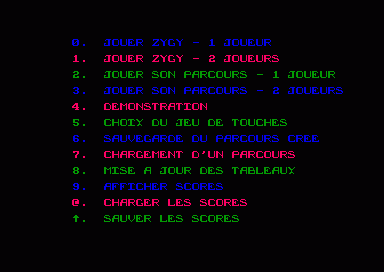 0. JOUER ZYGY - 1 JOUEUR
1. JOUER ZYGY - 2 JOUEURS
2. JOUER SON PARCOURS - 1 JOUEUR
3. JOUER SON PARCOURS - 2 JOUEURS
4. DEMONSTRATION
5. CHOIX DU JEU DE TOUCHES
6. SAUVEGARDE DU PARCOURS CREE
7. CHARGEMENT D'UN PARCOURS
8. MISE A JOUR DES TABLEAUX
9. AFFICHER SCORES
@. CHARGER LES SCORES
↑. SAUVER LES SCORES